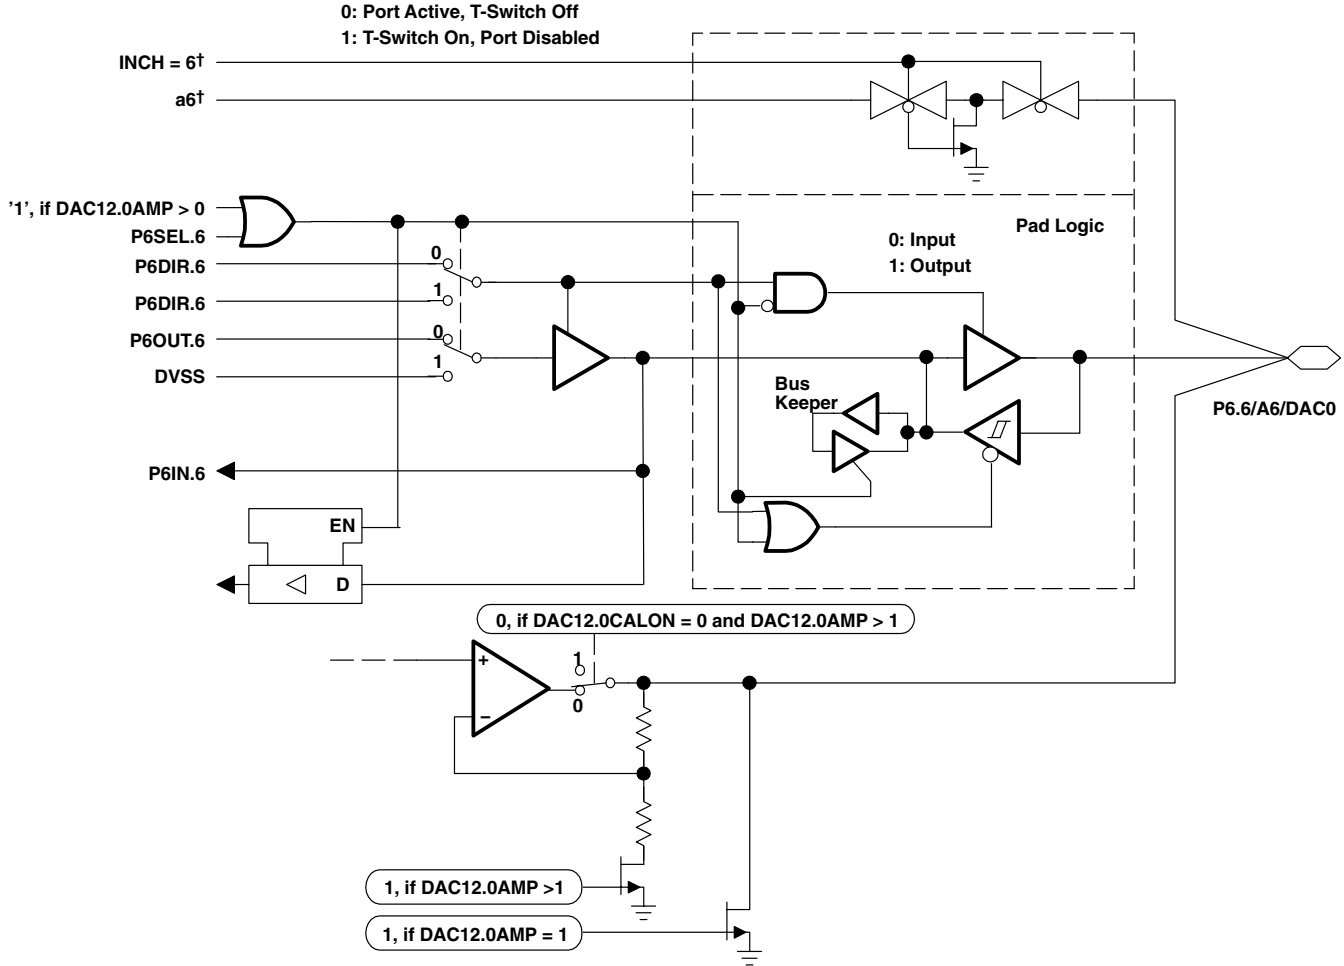 0: Port Active, T-Switch Off
1: T-Switch On, Port Disabled
INCH = 6†
a6†
’1’, if DAC12.0AMP > 0
P6SEL.6
P6DIR.6
0
P6DIR.6
1
P6OUT.6
0
DVSS
1
Pad Logic
0: Input
1: Output
Bus
Keeper
P6.6/A6/DAC0
P6IN.6
EN
D
0, if DAC12.0CALON = 0 and DAC12.0AMP > 1
+
−
1
0
1, if DAC12.0AMP >1
1, if DAC12.0AMP = 1